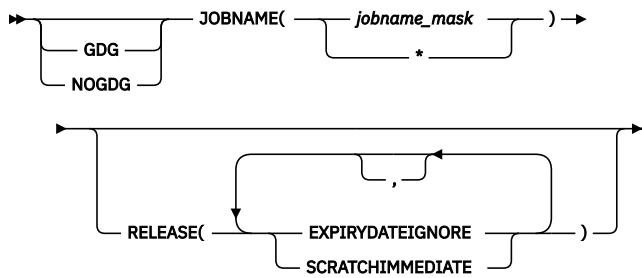 JOBNAME( jobname_mask )
GDG
*
NOGDG
,
RELEASE( EXPIRYDATEIGNORE )
SCRATCHIMMEDIATE